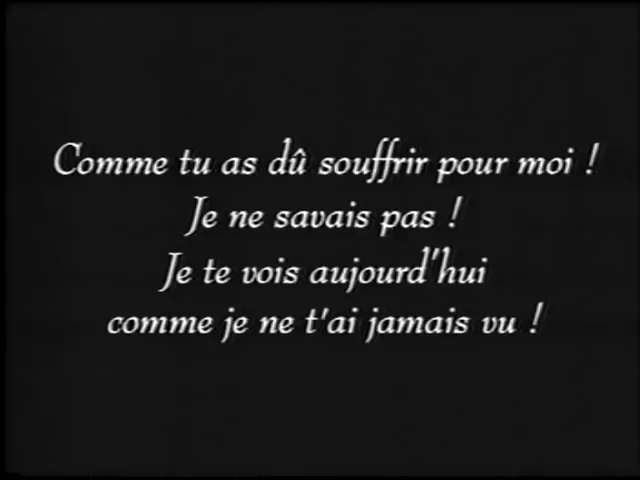 Comme tu as dû souffrir pour moi !
Je ne savais pas !
Je te vois aujourd'hui
comme je ne t'ai jamais vu !